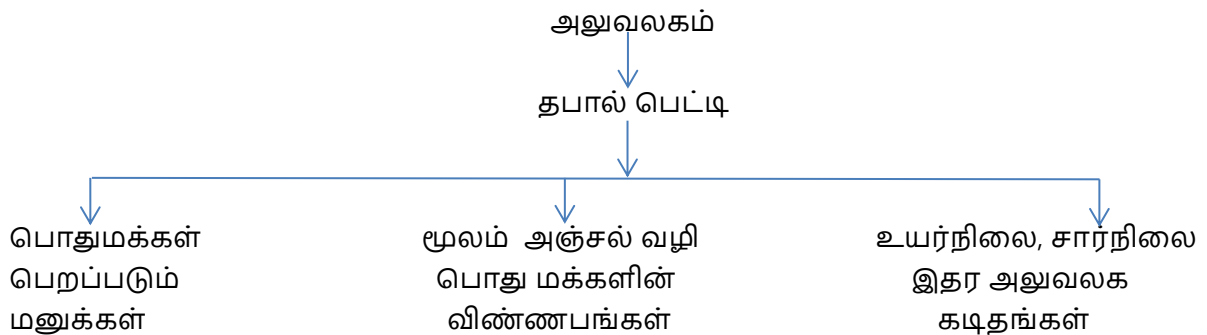 அலுவலகம்
தபால் பெட்டி
பொதுமக்கள்
பெறப்படும்
மனுக்கள்
மூலம் அஞ்சல் வழி
பொது மக்களின்
விண்ணபங்கள்
உயர்நிலை, சார்நிலை
இதர அலுவலக
கடிதங்கள்